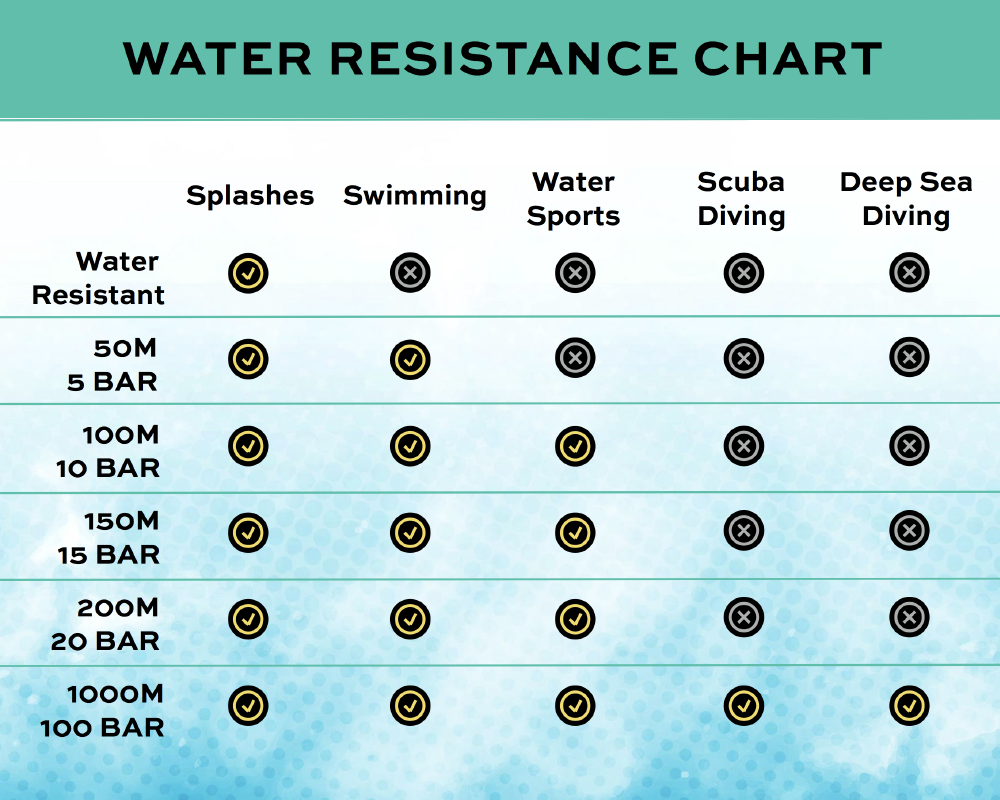 WATER RESISTANCE CHART
Splashes
Swimming
Water
Sports
Scuba
Diving
Deep Sea
Diving
Water
Resistant
50M
5 BAR
100M
10 BAR
150M
15 BAR
200M
20 BAR
1000M
100 BAR